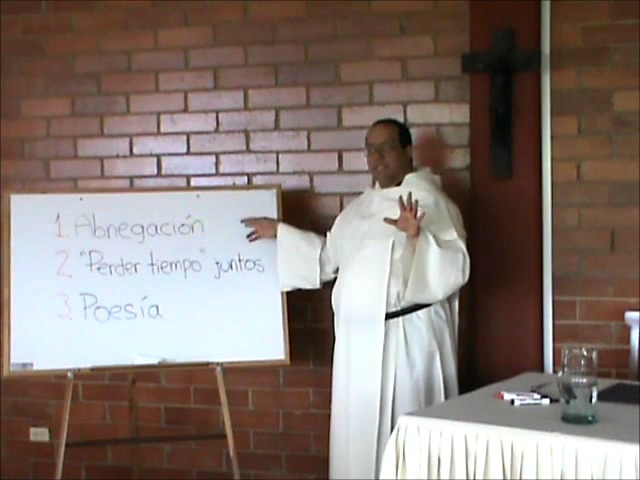 1. Abnegación
2. "Perder tiempo" juntos
3. Poesía